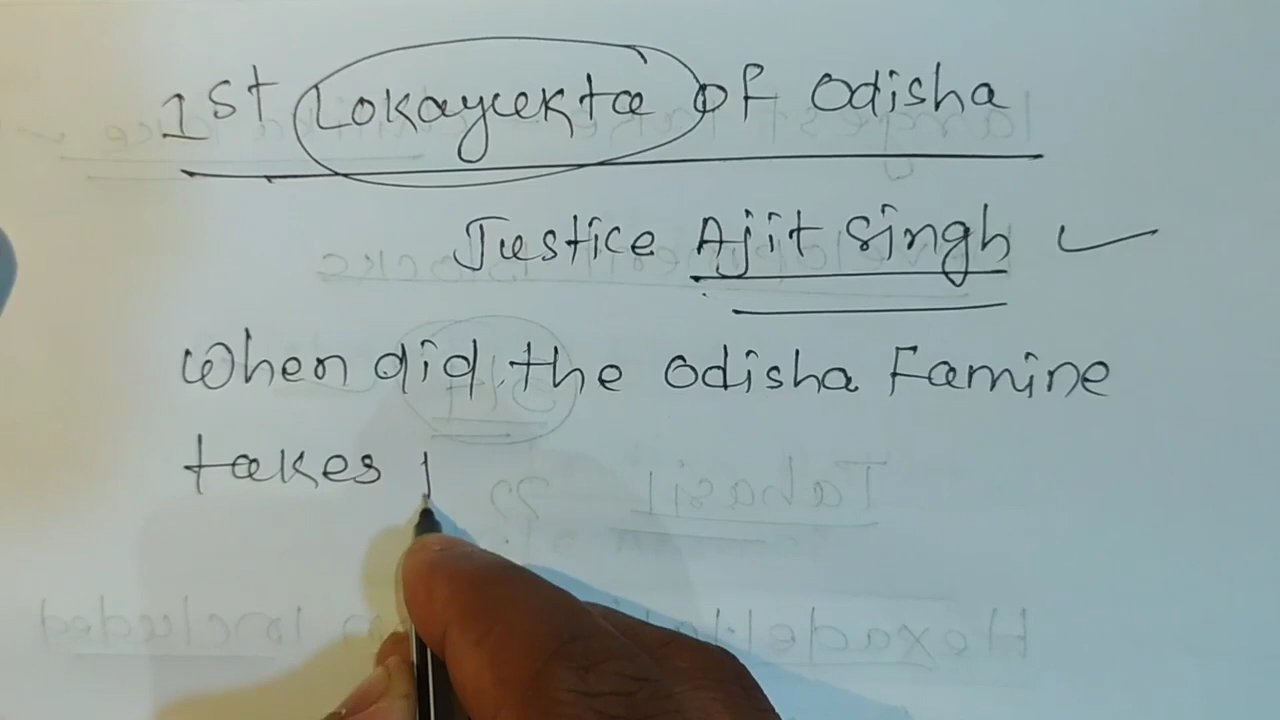 1st Lokayukta of Odisha
Justice Ajit Singh
When did the Odisha Famine
takes